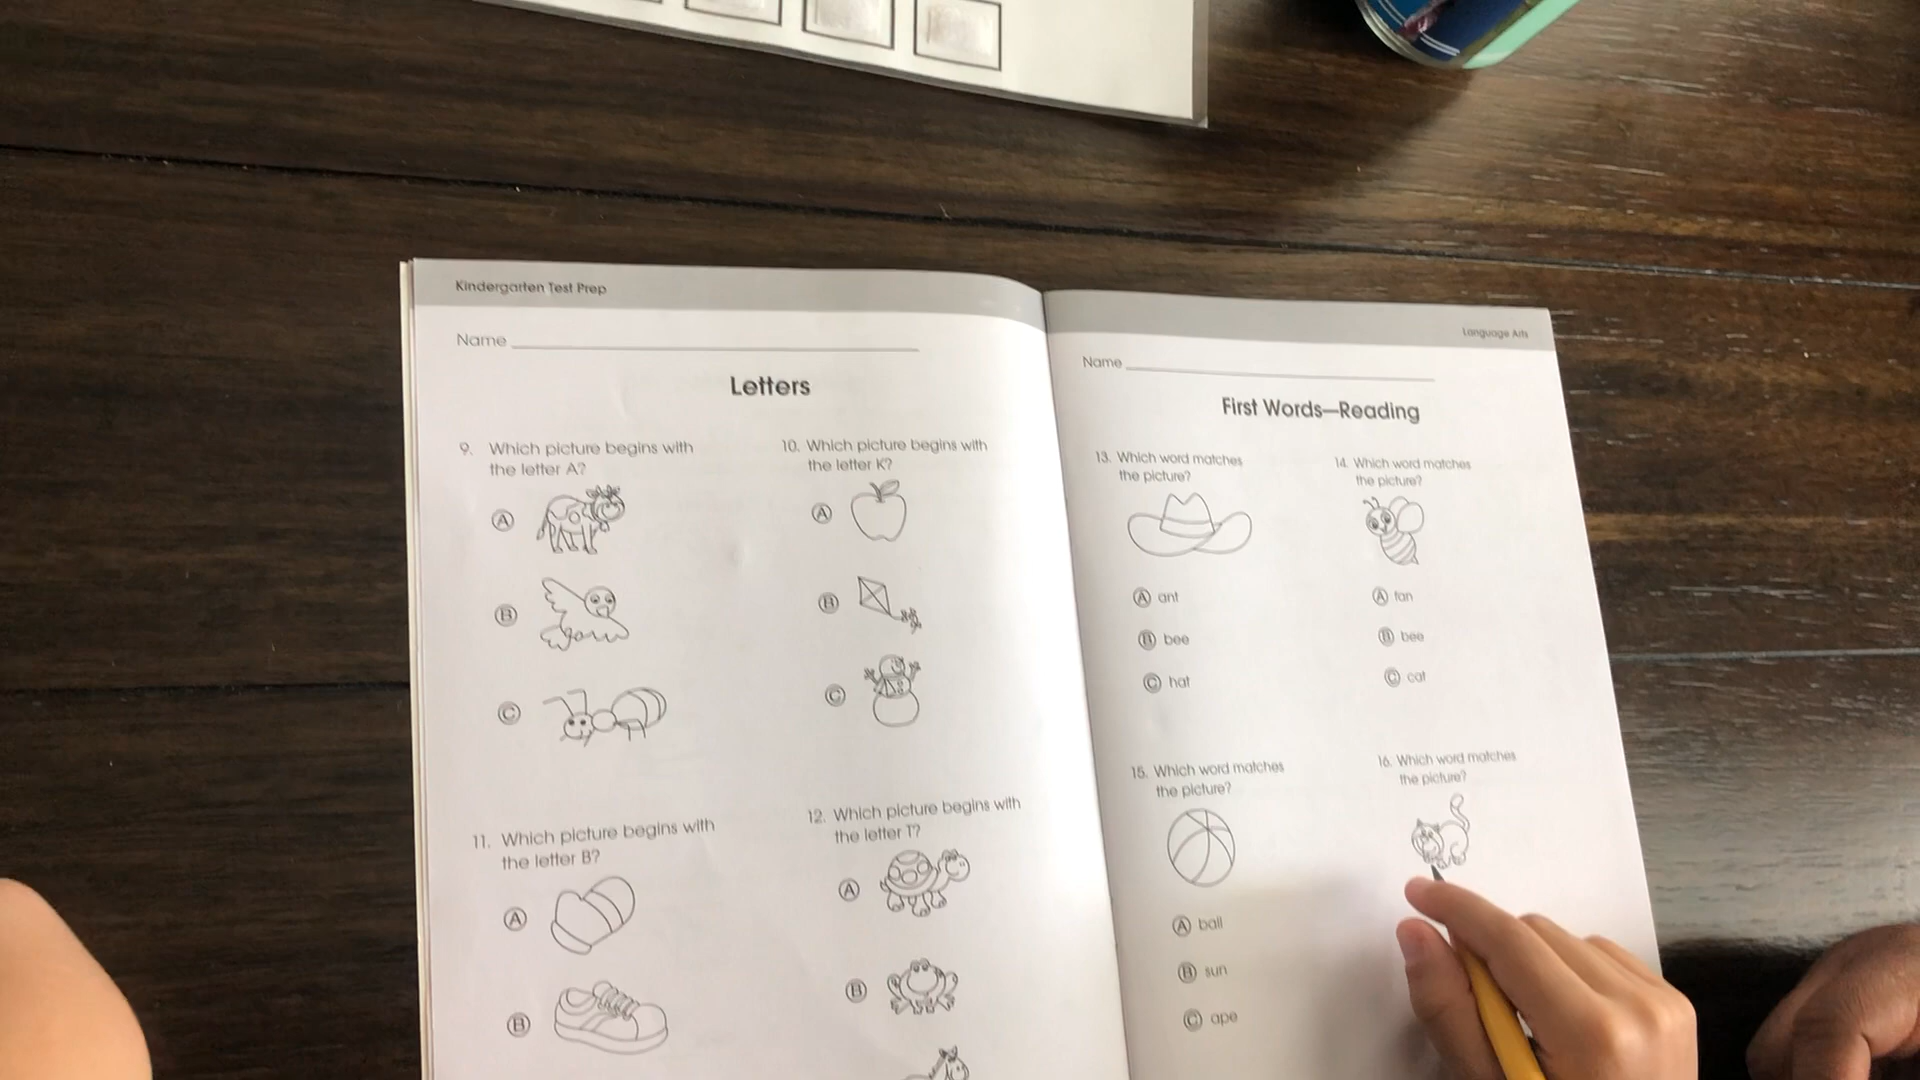 Kindergarten Test Prep
Name
Letters
9. Which picture begins with
the letter A?
A
B
C
10. Which picture begins with
the letter K?
A
B
C
11. Which picture begins with
the letter B?
A
B
12. Which picture begins with
the letter T?
A
B
Language Arts
Name
First Words—Reading
13. Which word matches
the picture?
A ant
B bee
C hat
14. Which word matches
the picture?
A fan
B bee
C cat
15. Which word matches
the picture?
A ball
B sun
C ape
16. Which word matches
the picture?